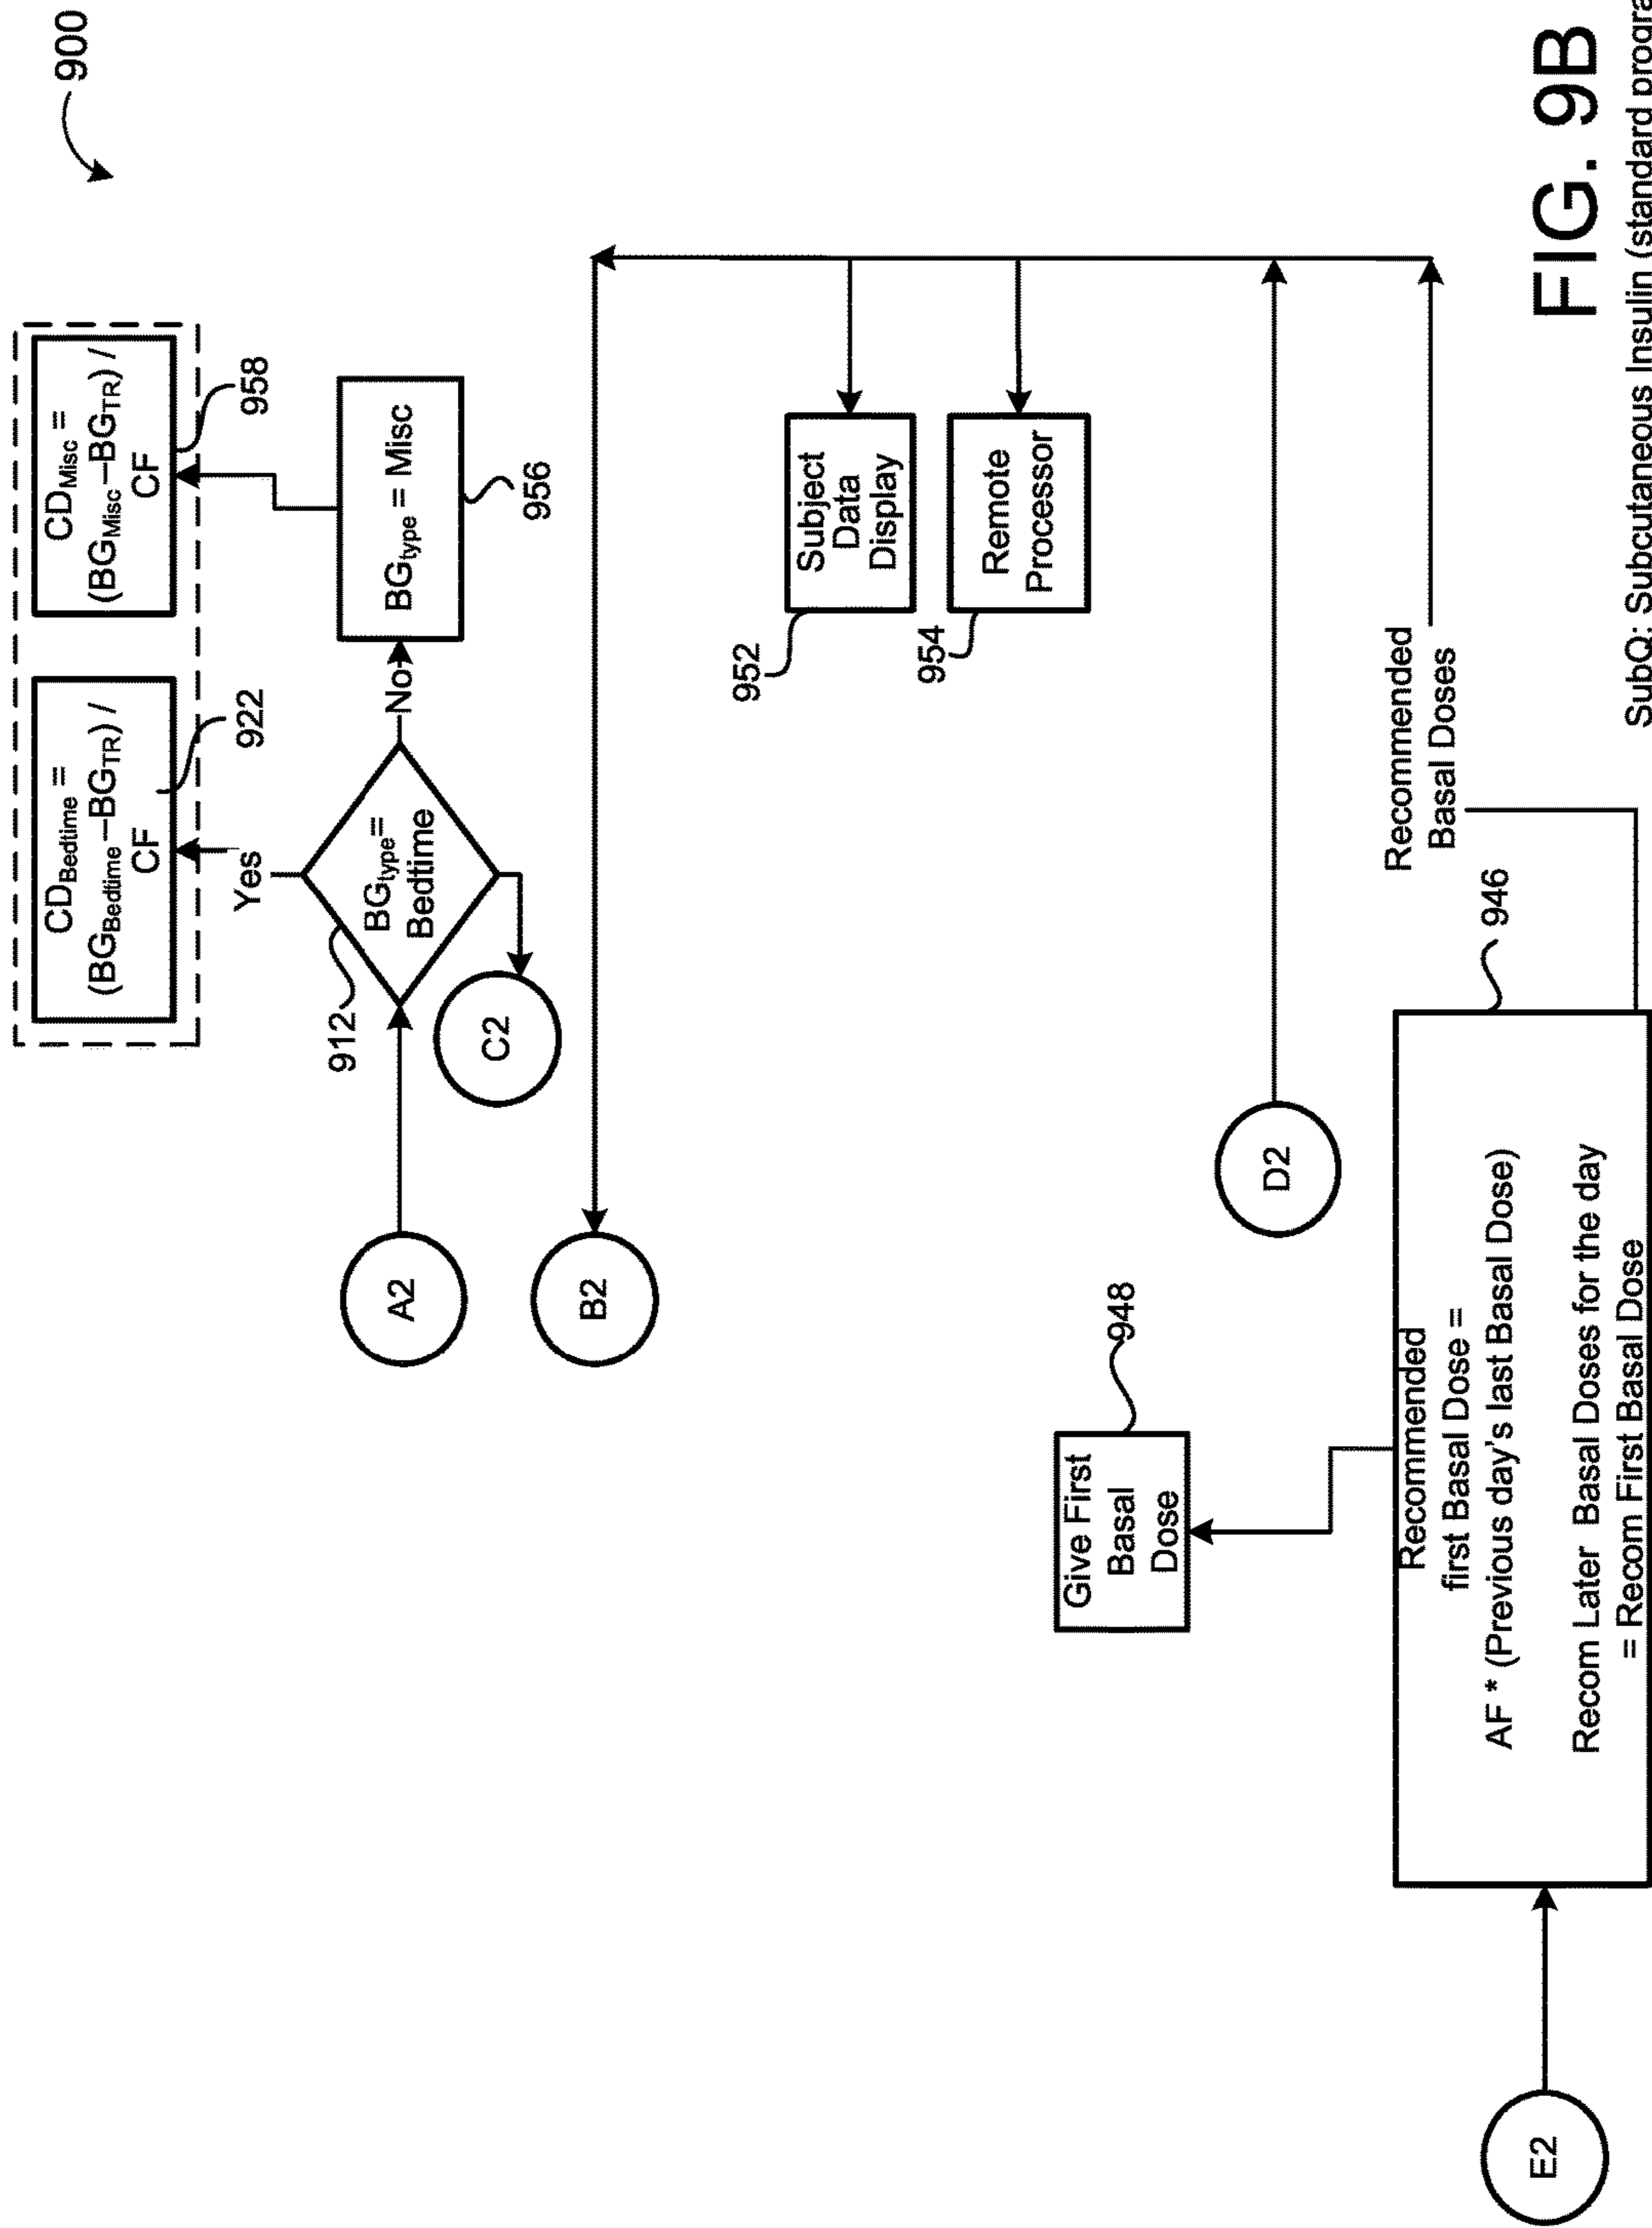 900
CD_Bedtime =
(BG_Bedtime–BG_TR) /
CF
922
CD_Misc =
(BG_Misc–BG_TR) /
CF
958
Yes
912
BG_type=
Bedtime
No
BG_type = Misc
956
A2
C2
B2
952
Subject
Data
Display
954
Remote
Processor
D2
948
Give First
Basal
Dose
Recommended
Basal Doses
946
Recommended
first Basal Dose =
AF * (Previous day's last Basal Dose)
Recom Later Basal Doses for the day
= Recom First Basal Dose
E2
FIG. 9B
SubQ: Subcutaneous Insulin (standard progra